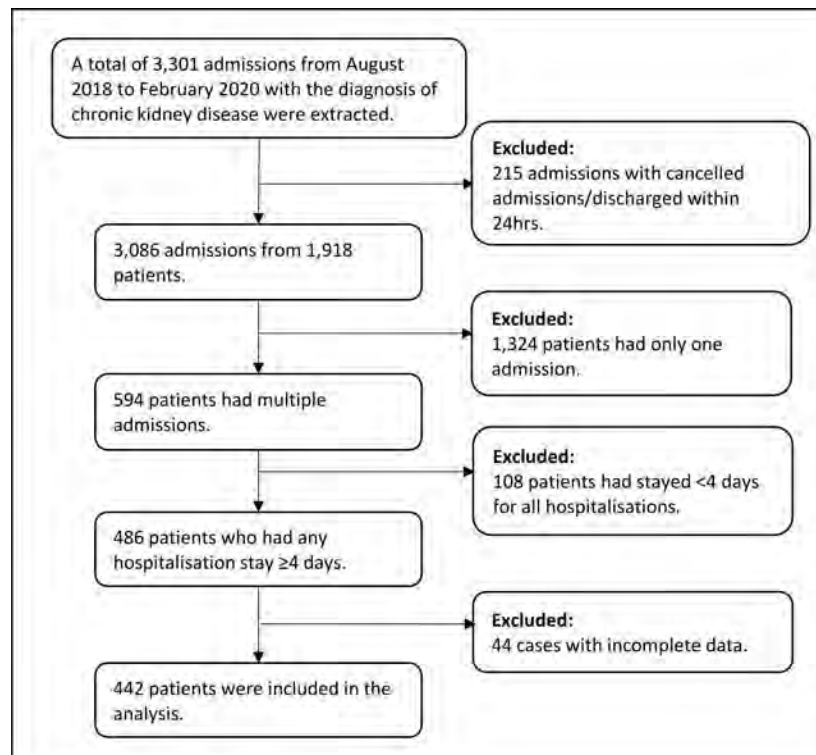 A total of 3,301 admissions from August
2018 to February 2020 with the diagnosis of
chronic kidney disease were extracted.
Excluded:
215 admissions with cancelled
admissions/discharged within
24hrs.
3,086 admissions from 1,918
patients.
Excluded:
1,324 patients had only one
admission.
594 patients had multiple
admissions.
Excluded:
108 patients had stayed <4 days
for all hospitalisations.
486 patients who had any
hospitalisation stay ≥4 days.
Excluded:
44 cases with incomplete data.
442 patients were included in the
analysis.